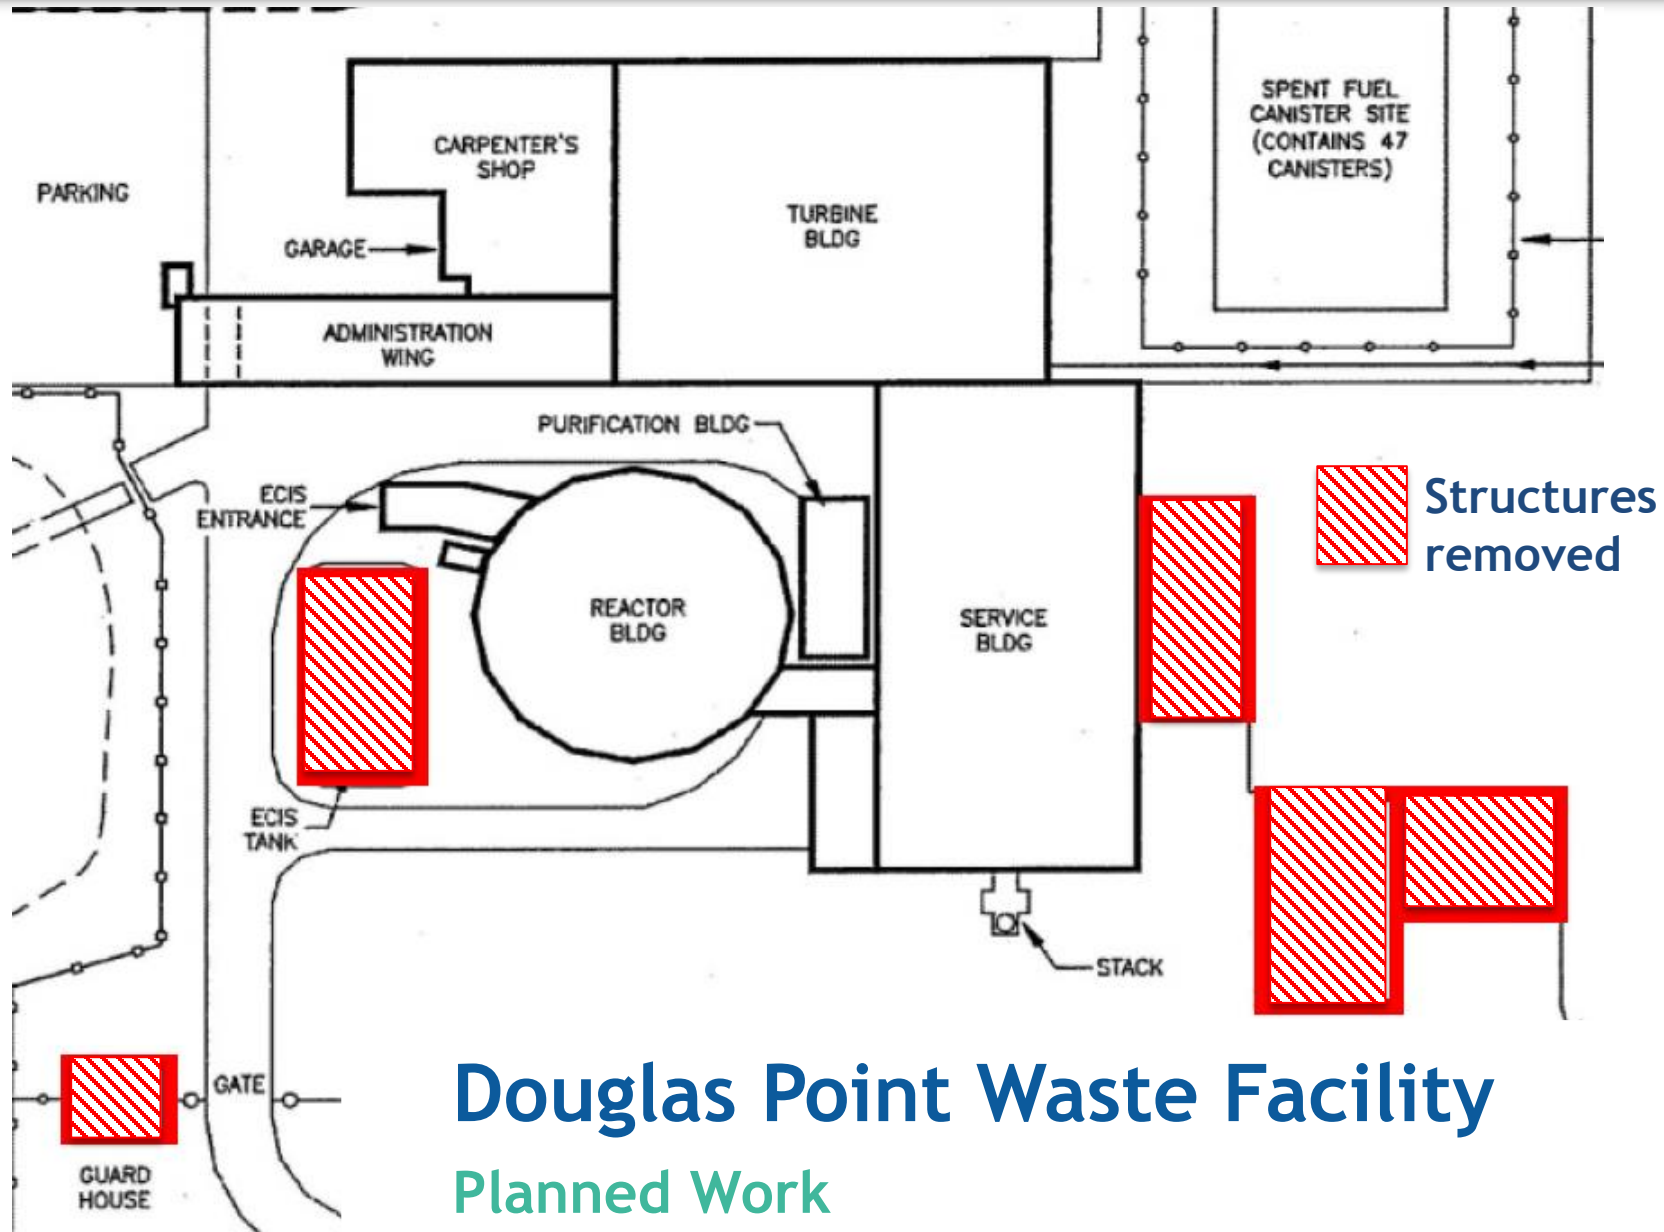 SPENT FUEL
CANISTER SITE
(CONTAINS 47
CANISTERS)
CARPENTER'S
SHOP
PARKING
TURBINE
BLDG
GARAGE
ADMINISTRATION
WING
PURIFICATION BLDG
ECIS
ENTRANCE
Structures
removed
REACTOR
BLDG
SERVICE
BLDG
ECIS
TANK
STACK
GATE
GUARD
HOUSE
Douglas Point Waste Facility
Planned Work